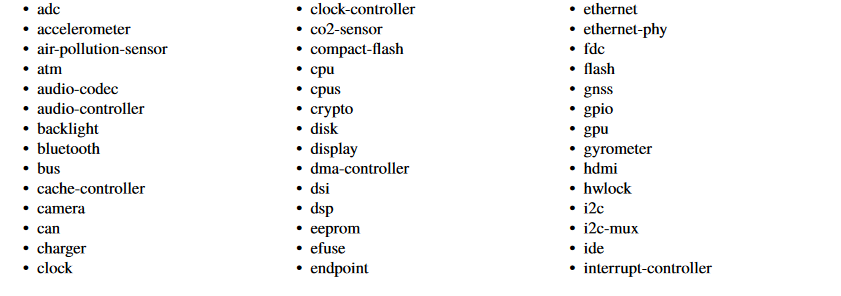 • adc
• accelerometer
• air-pollution-sensor
• atm
• audio-codec
• audio-controller
• backlight
• bluetooth
• bus
• cache-controller
• camera
• can
• charger
• clock
• clock-controller
• co2-sensor
• compact-flash
• cpu
• cpus
• crypto
• disk
• display
• dma-controller
• dsi
• dsp
• eeprom
• efuse
• endpoint
• ethernet
• ethernet-phy
• fdc
• flash
• gnss
• gpio
• gpu
• gyrometer
• hdmi
• hwlock
• i2c
• i2c-mux
• ide
• interrupt-controller